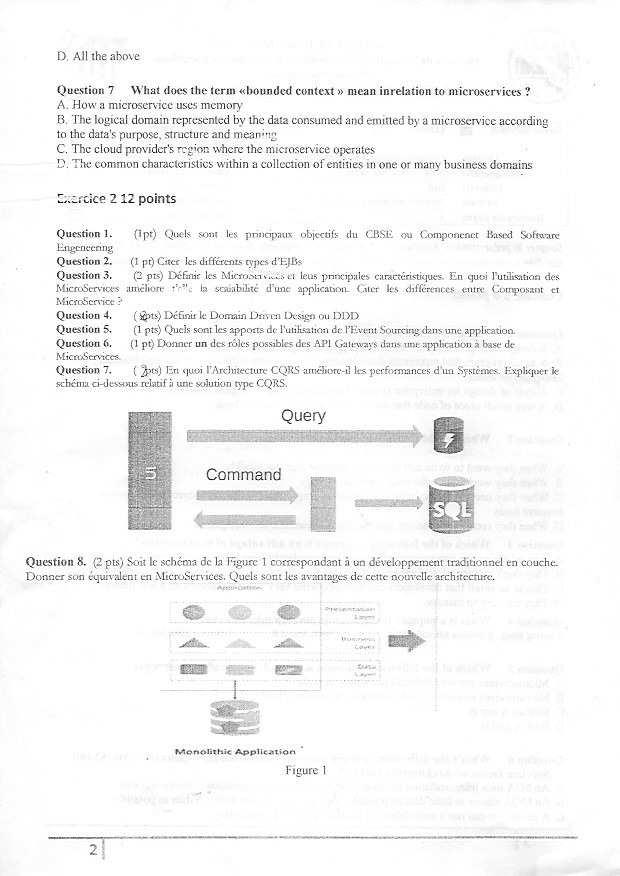 D. All the above
Question 7 What does the term «bounded context » mean inrelation to microservices ?
A. How a microservice uses memory
B. The logical domain represented by the data consumed and emitted by a microservice according
to the data's purpose, structure and meaning
C. The cloud provider's region where the microservice operates
D. The common characteristics within a collection of entities in one or many business domains
Exercice 2 12 points
Question 1. (1pt) Quels sont les principaux objectifs du CBSE ou Componenet Based Software
Engeneering
Question 2. (1 pt) Citer les différents types d'EJBs
Question 3. (2 pts) Définir les MicroServices et leus principales caractéristiques. En quoi l'utilisation des
MicroServices améliore la scalabilité d'une application. Citer les différences entre Composant et
MicroService ?
Question 4. (2pts) Définir le Domain Driven Design ou DDD
Question 5. (1 pts) Quels sont les apports de l'utilisation de l'Event Sourcing dans une application.
Question 6. (1 pt) Donner un des rôles possibles des API Gateways dans une application à base de
MicroServices.
Question 7. ( pts) En quoi l'Architecture CQRS améliore-il les performances d'un Systèmes. Expliquer le
schéma ci-dessous relatif à une solution type CQRS.
Query
5
Command
SQL
Question 8. (2 pts) Soit le schéma de la Figure 1 correspondant à un développement traditionnel en couche.
Donner son équivalent en MicroServices. Quels sont les avantages de cette nouvelle architecture.
Application
Presentation
Layer
Business
Layer
Data
Layer
Monolithic Application
Figure 1
2